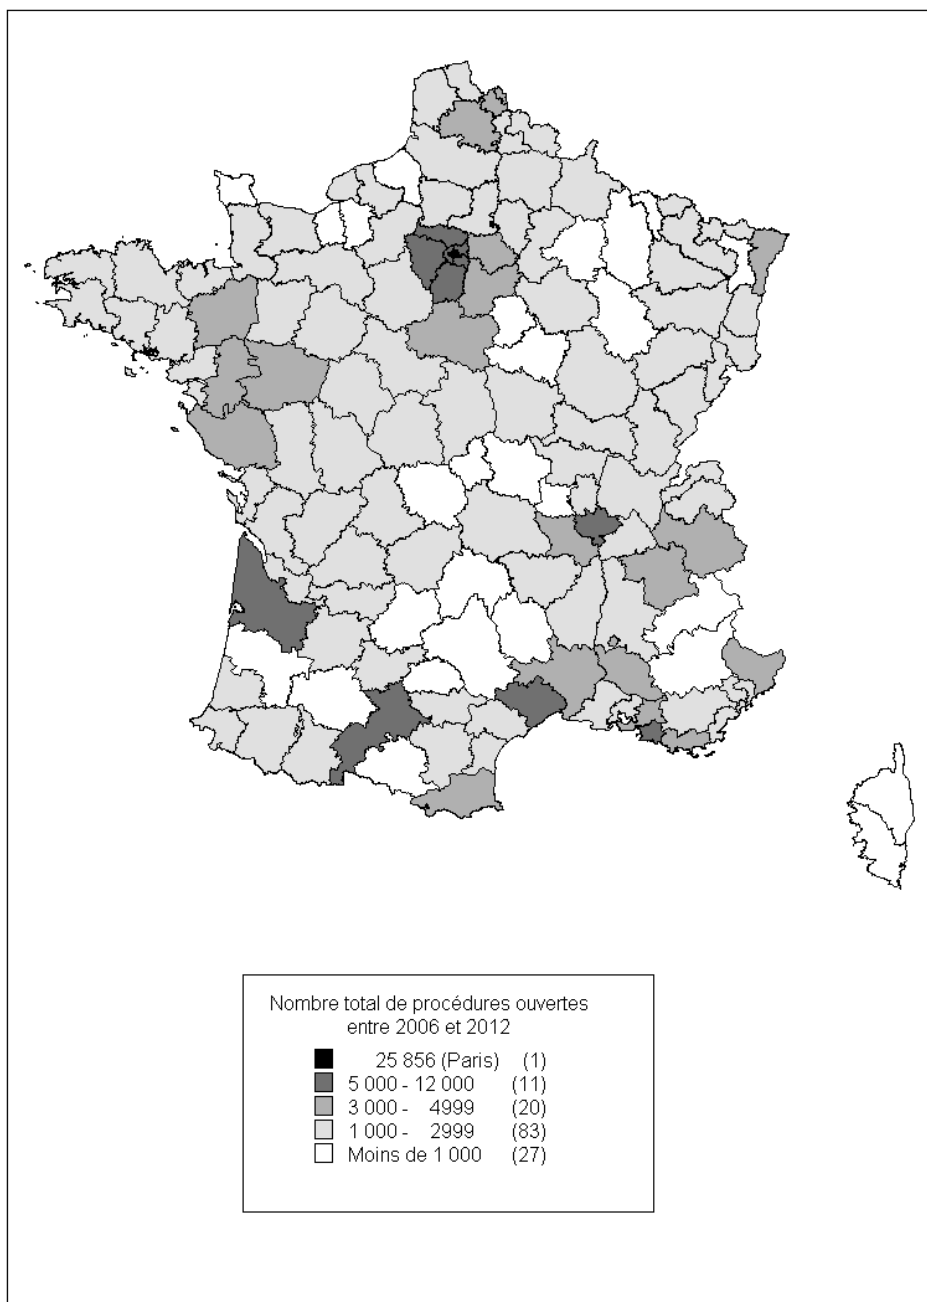 Nombre total de procédures ouvertes
entre 2006 et 2012
25 856 (Paris) (1)
5 000 - 12 000 (11)
3 000 - 4999 (20)
1 000 - 2999 (83)
Moins de 1 000 (27)